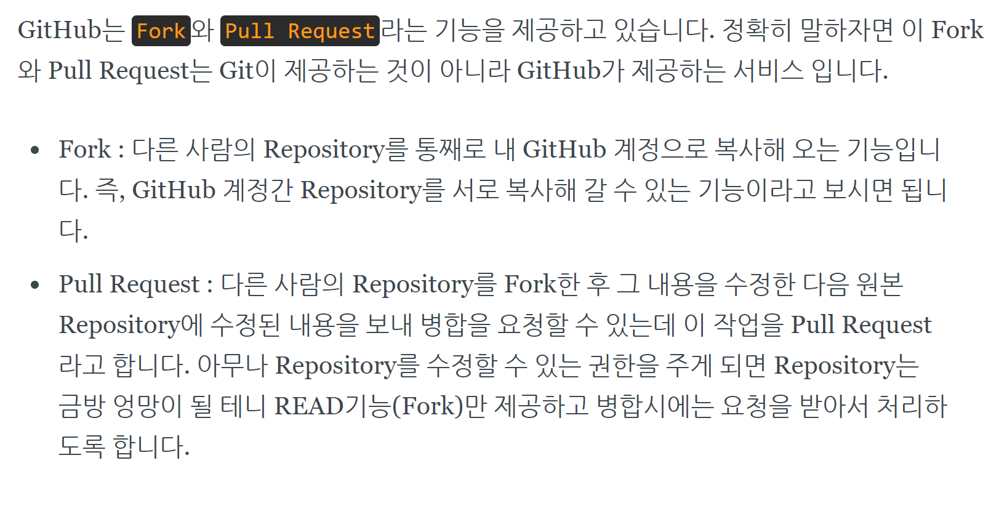 GitHub는 Fork와 Pull Request라는 기능을 제공하고 있습니다. 정확히 말하자면 이 Fork
와 Pull Request는 Git이 제공하는 것이 아니라 GitHub가 제공하는 서비스 입니다.
• Fork : 다른 사람의 Repository를 통째로 내 GitHub 계정으로 복사해 오는 기능입니
다. 즉, GitHub 계정간 Repository를 서로 복사해 갈 수 있는 기능이라고 보시면 됩니
다.
• Pull Request : 다른 사람의 Repository를 Fork한 후 그 내용을 수정한 다음 원본
Repository에 수정된 내용을 보내 병합을 요청할 수 있는데 이 작업을 Pull Request
라고 합니다. 아무나 Repository를 수정할 수 있는 권한을 주게 되면 Repository는
금방 엉망이 될 테니 READ기능(Fork)만 제공하고 병합시에는 요청을 받아서 처리하
도록 합니다.